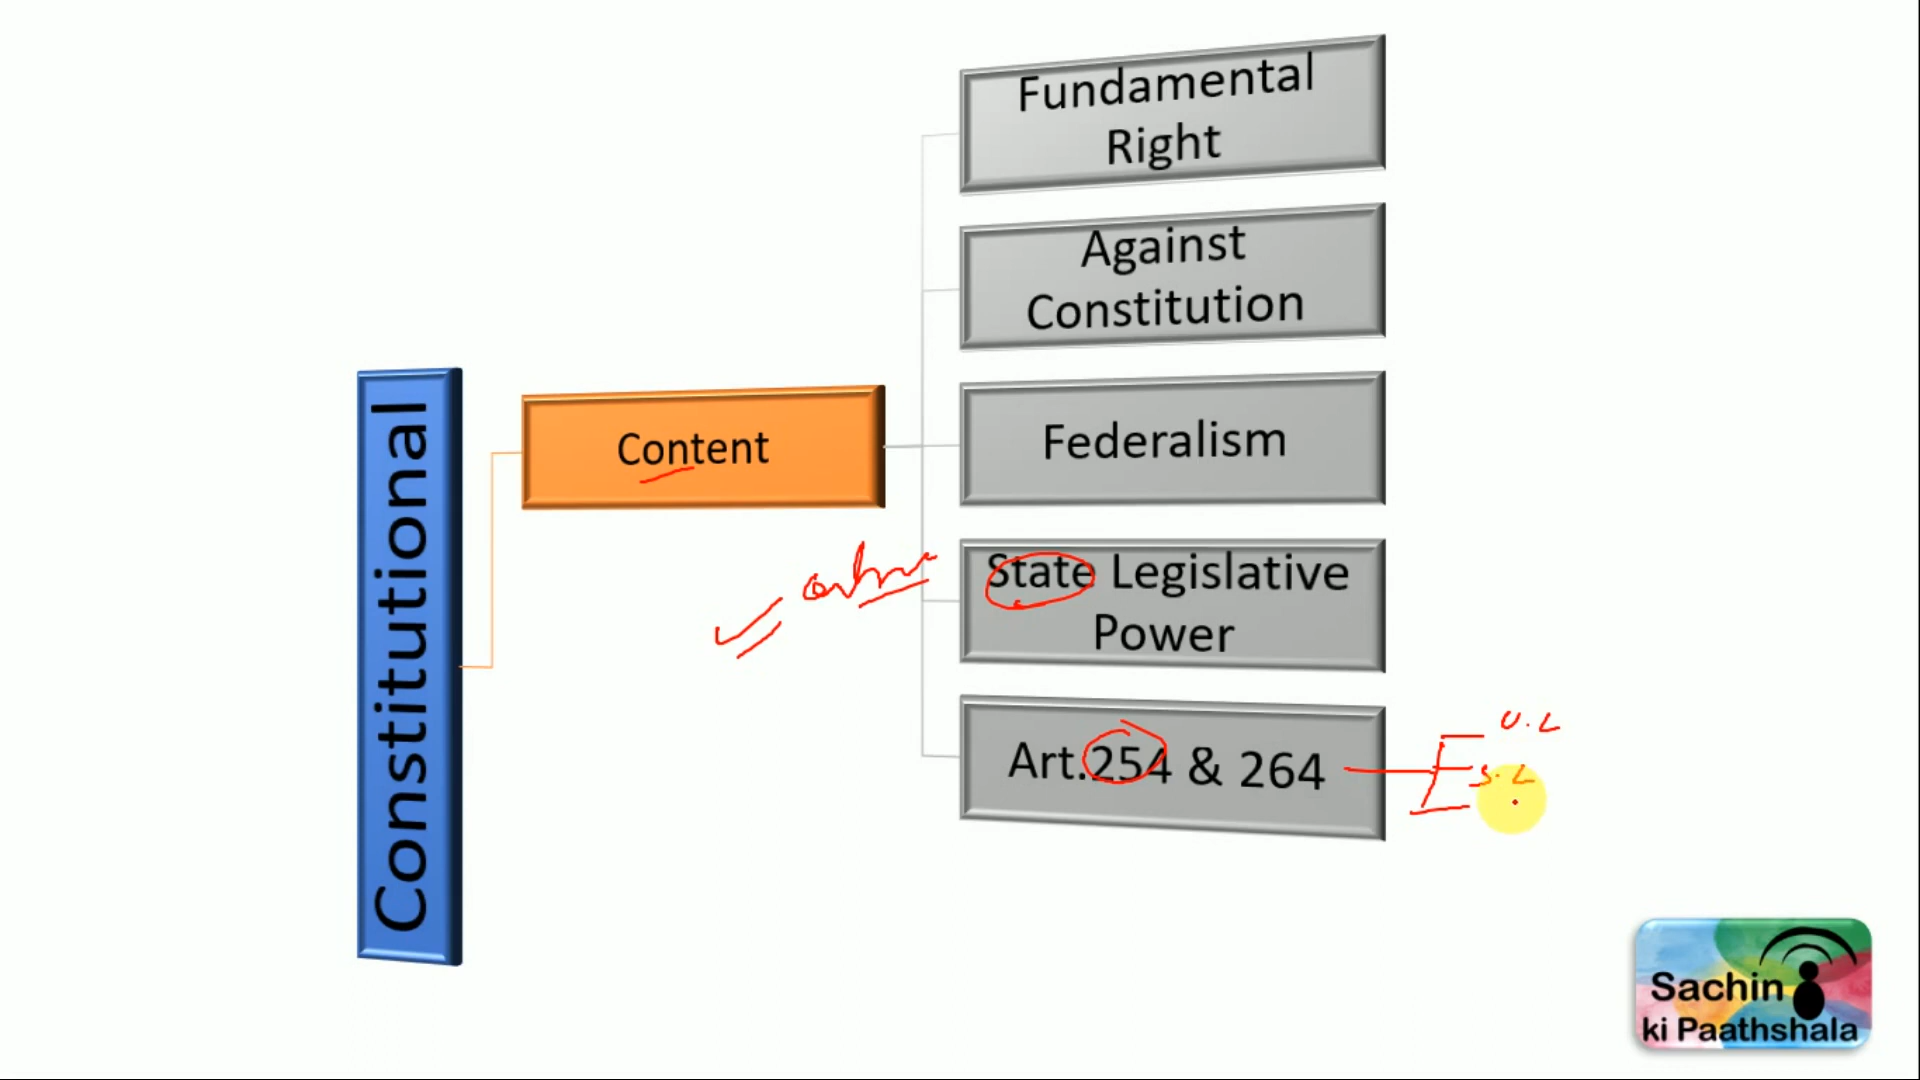 Constitutional
Content
Fundamental
Right
Against
Constitution
Federalism
State Legislative
Power
Art.254 & 264
U.L
S.L
Sachin
ki Paathshala